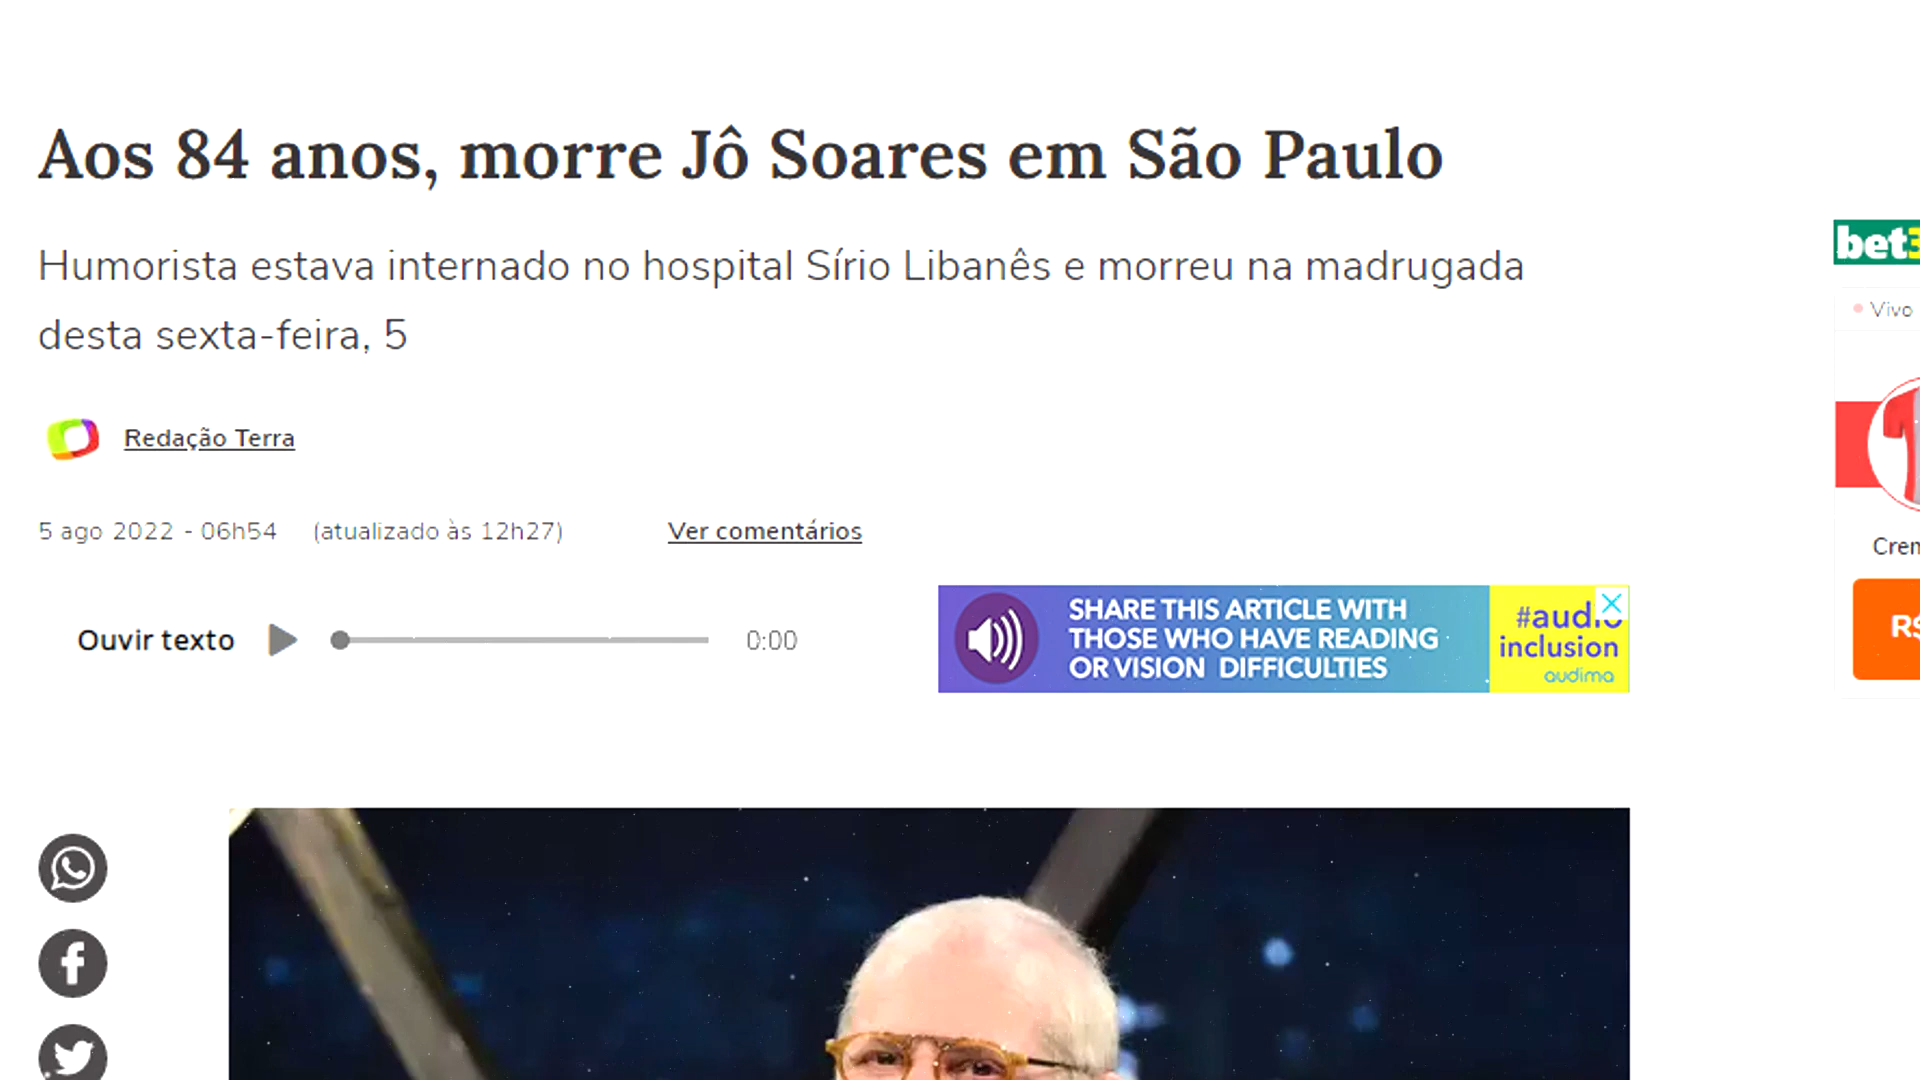 Aos 84 anos, morre Jô Soares em São Paulo
Humorista estava internado no hospital Sírio Libanês e morreu na madrugada
desta sexta-feira, 5
Redação Terra
5 ago 2022 - 06h54 (atualizado às 12h27) Ver comentários
Ouvir texto 0:00
SHARE THIS ARTICLE WITH
THOSE WHO HAVE READING
OR VISION DIFFICULTIES
inclusion
audima
Vivo
R$